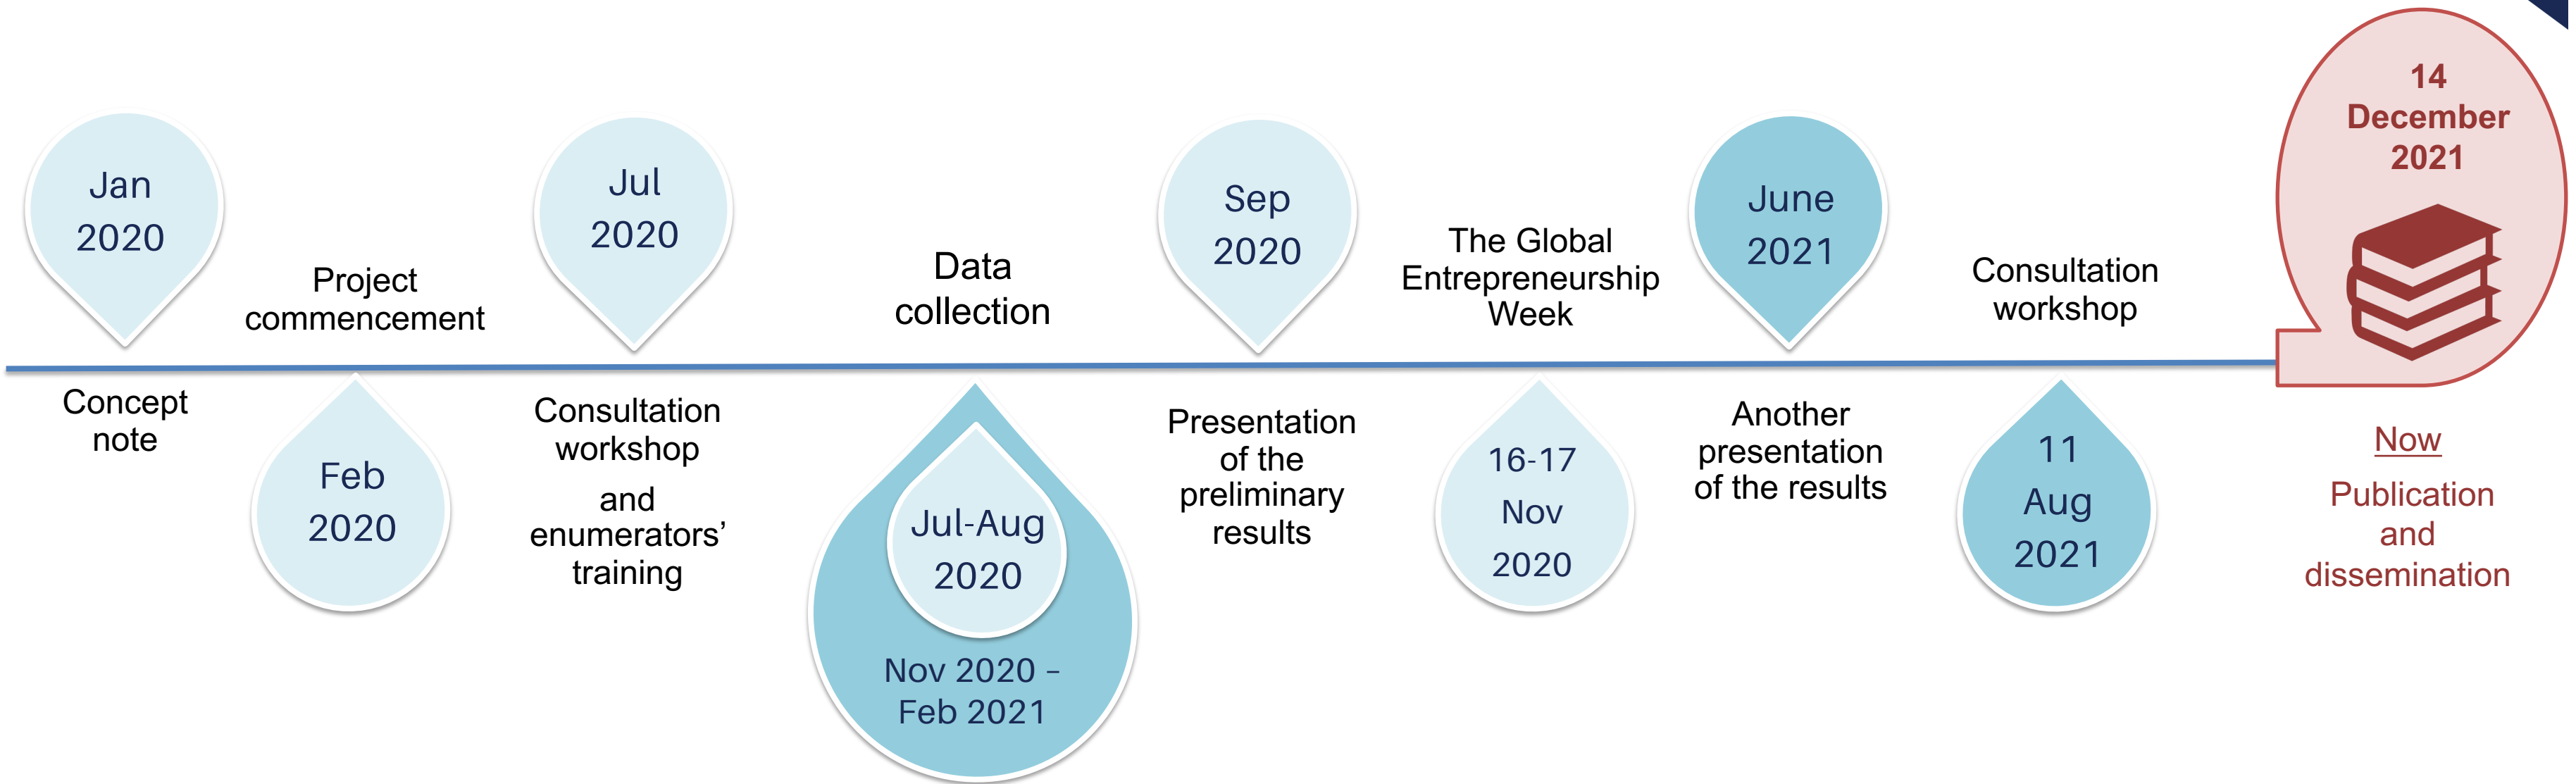 Jan
2020
Concept
note
Project
commencement
Feb
2020
Jul
2020
Consultation
workshop
and
enumerators’
training
Data
collection
Jul-Aug
2020
Nov 2020 –
Feb 2021
Sep
2020
Presentation
of the
preliminary
results
The Global
Entrepreneurship
Week
16-17
Nov
2020
June
2021
Another
presentation
of the results
Consultation
workshop
11
Aug
2021
14
December
2021
Now
Publication
and
dissemination